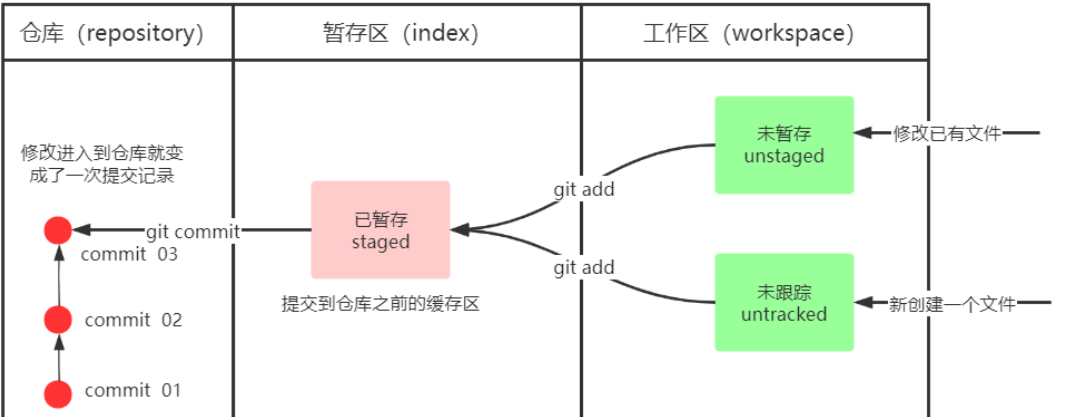 仓库（repository）
暂存区（index）
工作区（workspace）
未暂存
unstaged
修改已有文件
修改进入到仓库就变
成了一次提交记录
git add
已暂存
staged
git commit
commit 03
git add
提交到仓库之前的缓存区
未跟踪
untracked
新创建一个文件
commit 02
commit 01